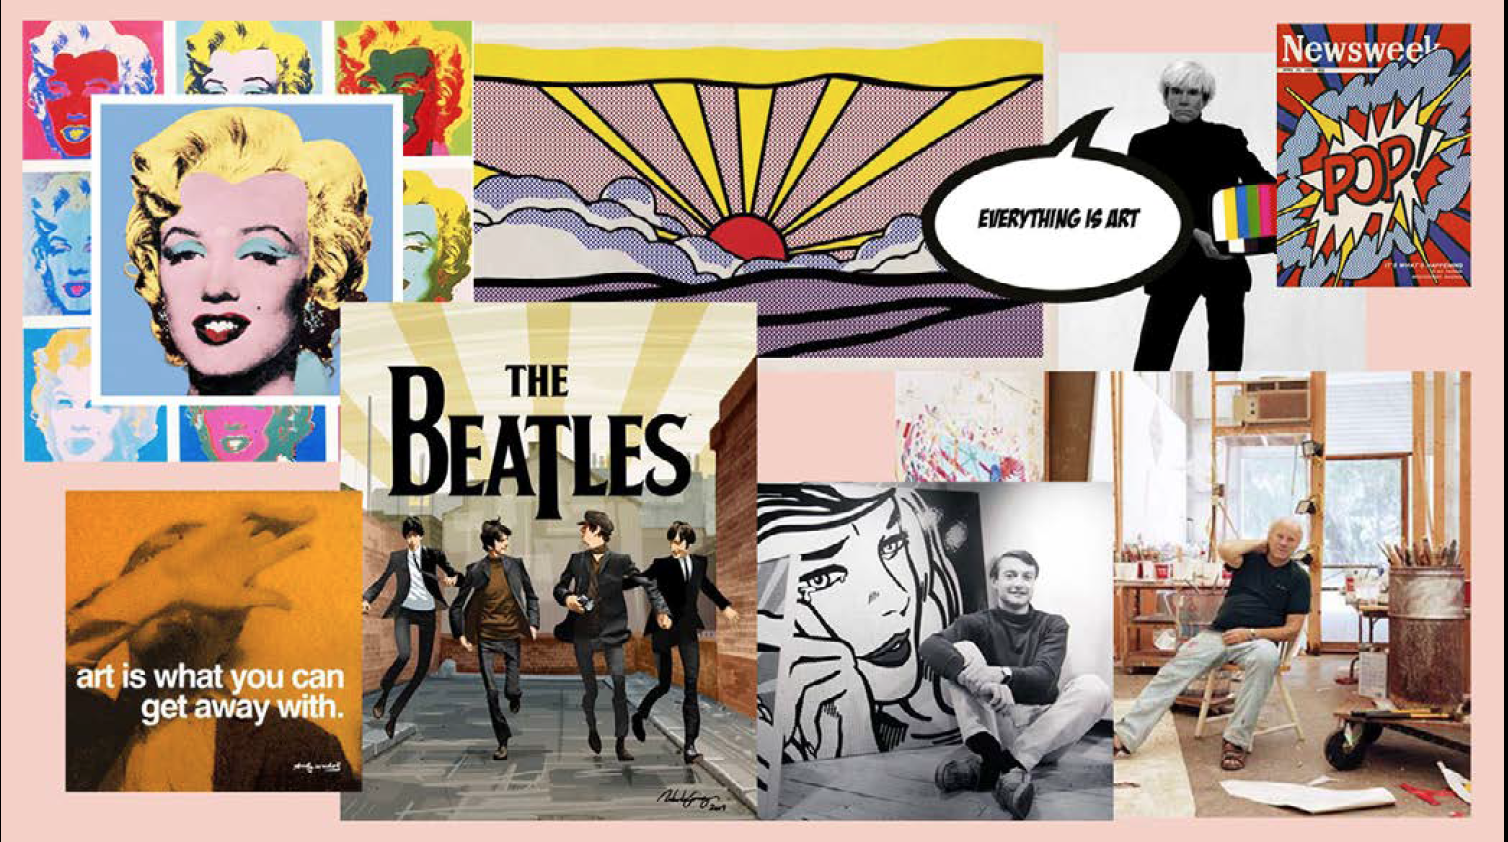 Newsweek
POP!
IT'S WHAT'S HAPPENING
EVERYTHING IS ART
THE
BEATLES
art is what you can
get away with.
andy warhol
2009